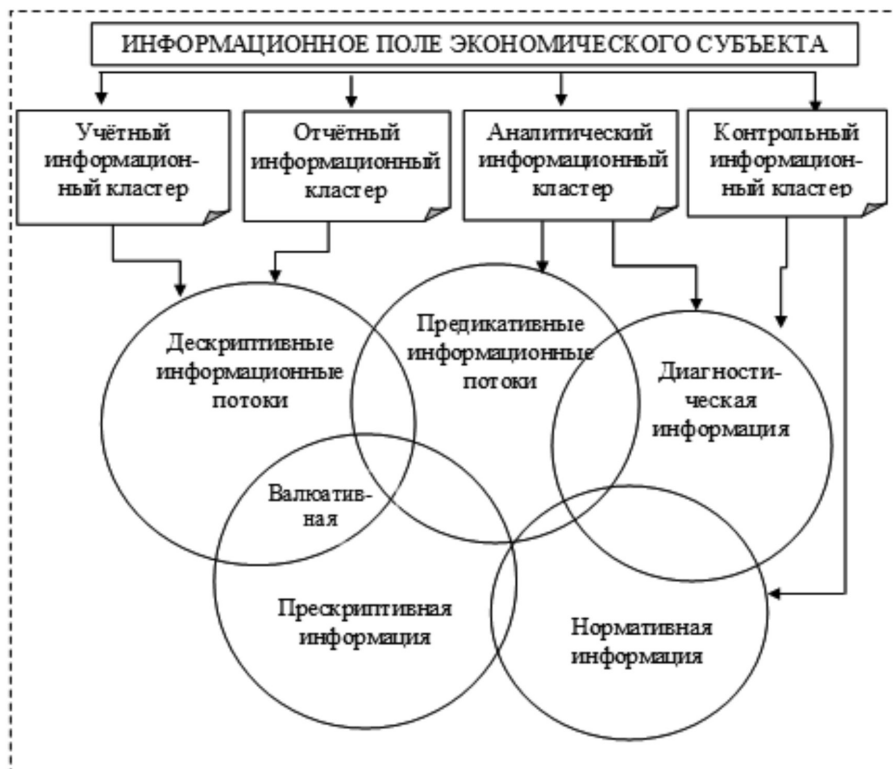 ИНФОРМАЦИОННОЕ ПОЛЕ ЭКОНОМИЧЕСКОГО СУБЪЕКТА
Учётный
информацион-
ный кластер
Отчётный
информационный
кластер
Аналитический
информационный
кластер
Контрольный
информацион-
ный кластер
Дескриптивные
информационные
потоки
Предикативные
информационные
потоки
Диагности-
ческая
информация
Валюатив-
ная
Прескриптивная
информация
Нормативная
информация